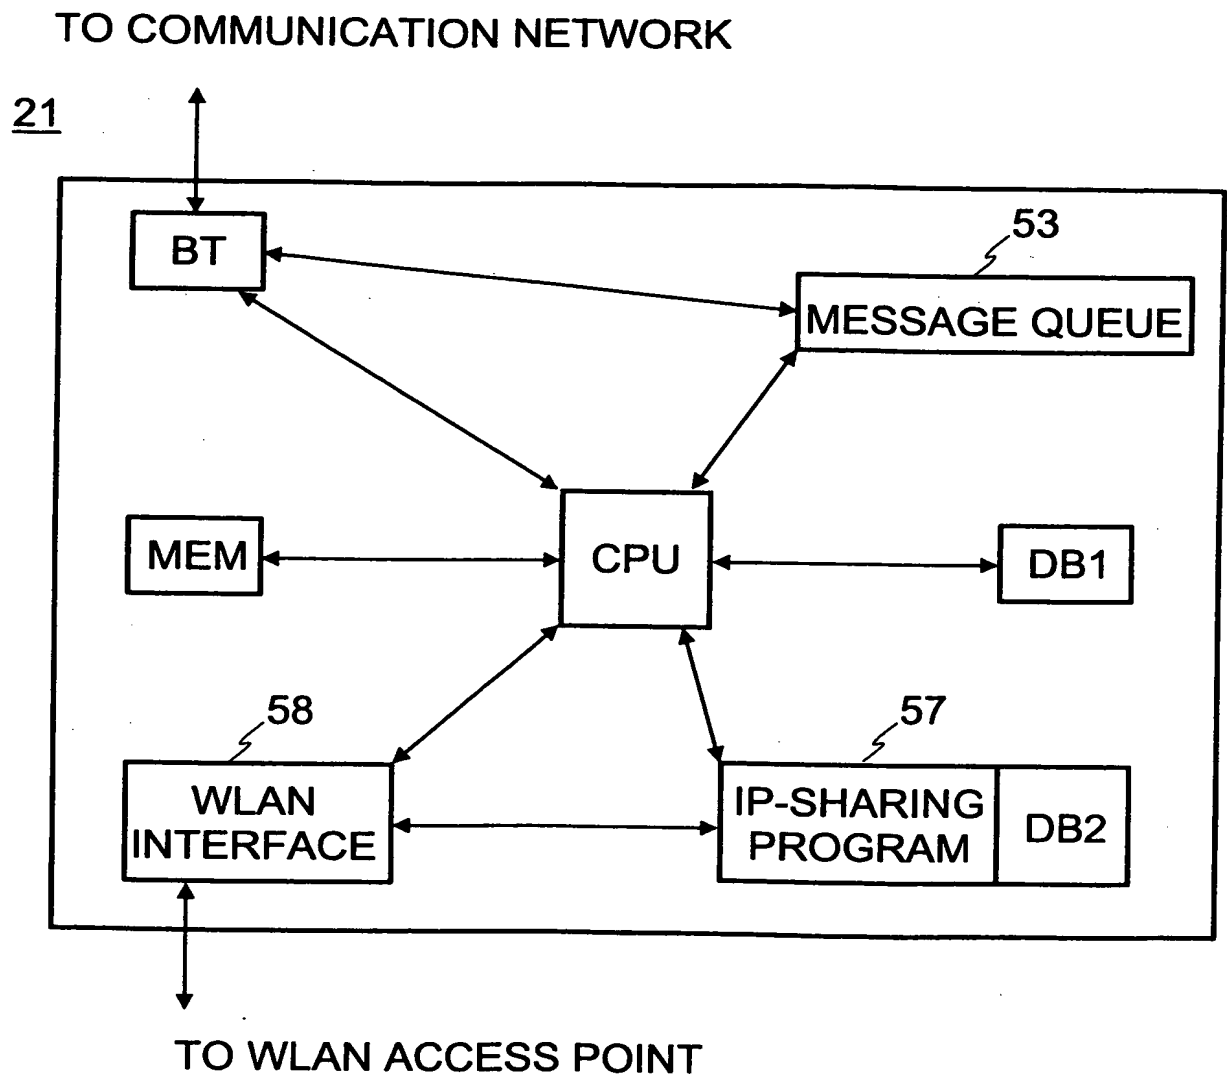 TO COMMUNICATION NETWORK
21
BT
53
MESSAGE QUEUE
MEM
CPU
DB1
58
57
WLAN
INTERFACE
IP-SHARING
PROGRAM
DB2
TO WLAN ACCESS POINT